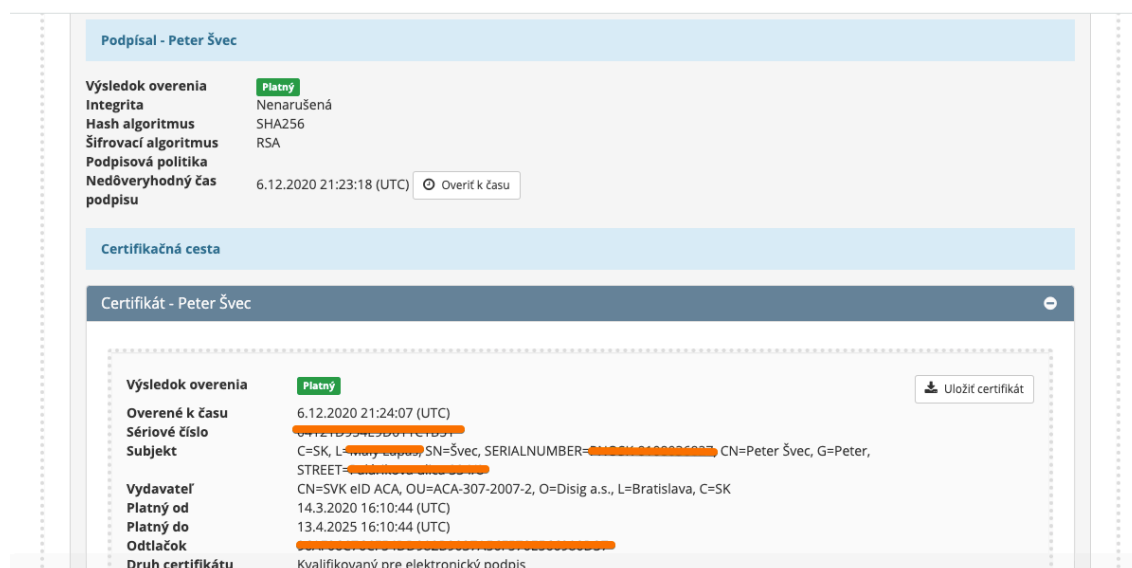 Podpísal - Peter Švec
Výsledok overenia Platný
Integrita Nenarušená
Hash algoritmus SHA256
Šifrovací algoritmus RSA
Podpisová politika
Nedôveryhodný čas podpisu 6.12.2020 21:23:18 (UTC) Overiť k času
Certifikačná cesta
Certifikát - Peter Švec
Výsledok overenia Platný Uložiť certifikát
Overené k času 6.12.2020 21:24:07 (UTC)
Sériové číslo
Subjekt C=SK, L= SN=Švec, SERIALNUMBER= CN=Peter Švec, G=Peter,
STREET=
Vydavateľ CN=SVK eID ACA, OU=ACA-307-2007-2, O=Disig a.s., L=Bratislava, C=SK
Platný od 14.3.2020 16:10:44 (UTC)
Platný do 13.4.2025 16:10:44 (UTC)
Odtlačok
Druh certifikátu Kvalifikovaný pre elektronický podpis